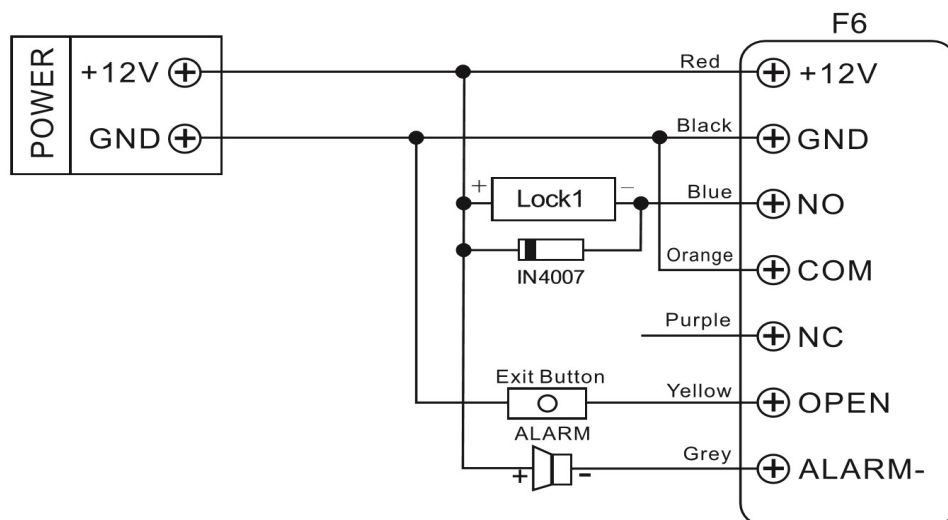 F6
POWER
+12V
Red
+12V
GND
Black
GND
+ Lock1 −
Blue
NO
IN4007
Orange
COM
Purple
NC
Exit Button
Yellow
OPEN
ALARM
+ -
Grey
ALARM-